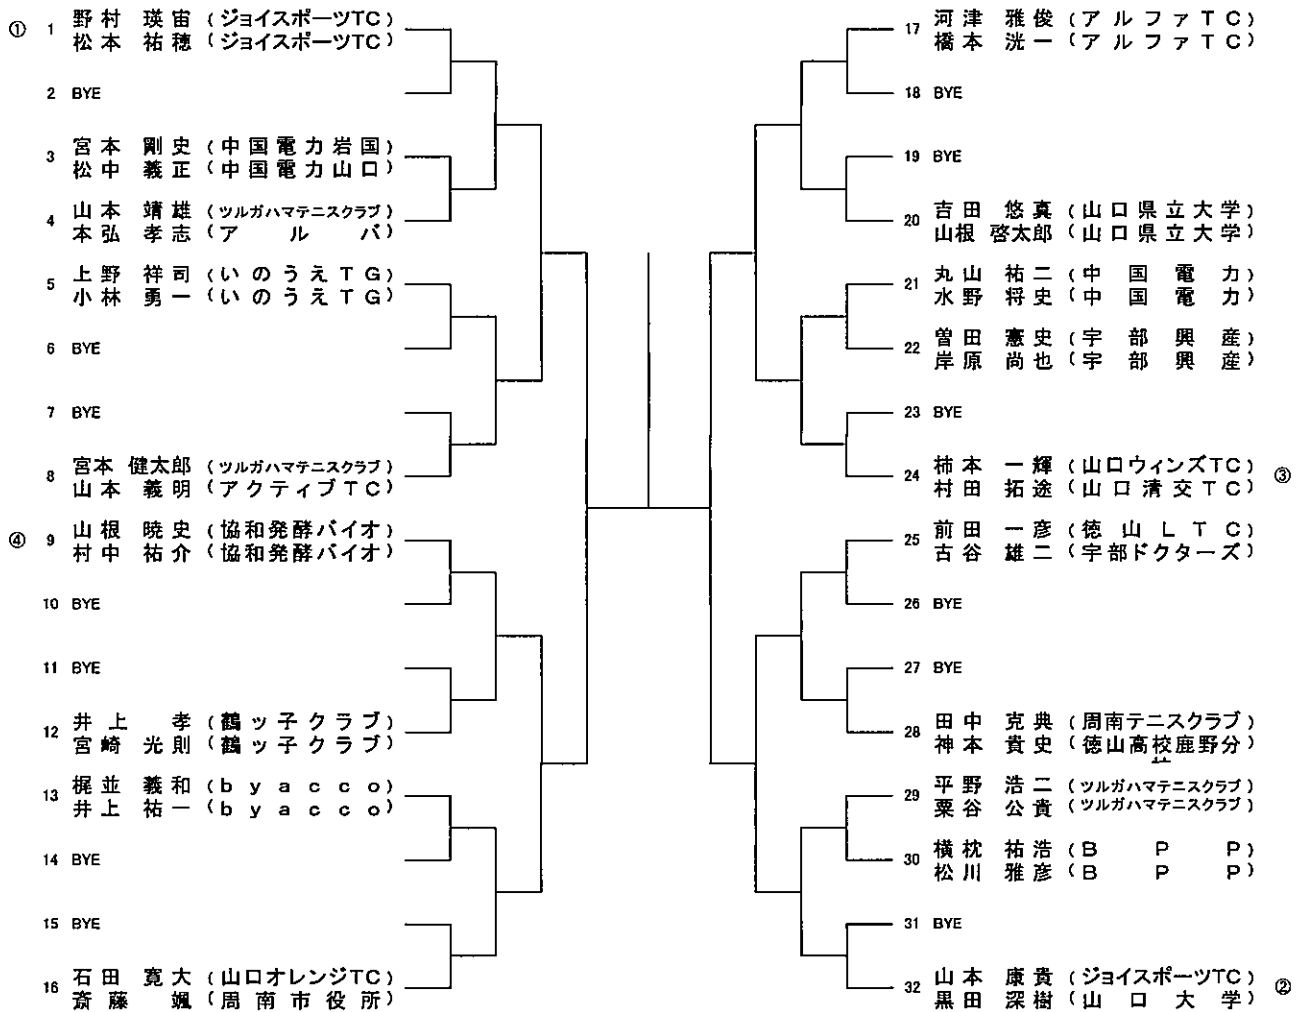 ① 1 野村 瑛宙 (ジョイスポーツTC)
松本 祐穂 (ジョイスポーツTC)
2 BYE
3 宮本 剛史 (中国電力岩国)
松中 義正 (中国電力山口)
4 山本 靖雄 (ツルガハマテニスクラブ)
本弘 孝志 (アルバ)
5 上野 祥司 (いのうえTG)
小林 勇一 (いのうえTG)
6 BYE
7 BYE
8 宮本 健太郎 (ツルガハマテニスクラブ)
山本 義明 (アクティブTC)
④ 9 山根 暁史 (協和発酵バイオ)
村中 祐介 (協和発酵バイオ)
10 BYE
11 BYE
12 井上 孝 (鶴ッ子クラブ)
宮崎 光則 (鶴ッ子クラブ)
13 梶並 義和 (byacco)
井上 祐一 (byacco)
14 BYE
15 BYE
16 石田 寛大 (山口オレンジTC)
斎藤 颯 (周南市役所)
17 河津 雅俊 (アルファTC)
橋本 洸一 (アルファTC)
18 BYE
19 BYE
20 吉田 悠真 (山口県立大学)
山根 啓太郎 (山口県立大学)
21 丸山 祐二 (中国電力)
水野 将史 (中国電力)
22 曽田 憲史 (宇部興産)
岸原 尚也 (宇部興産)
23 BYE
24 柿本 一輝 (山口ウィンズTC) ③
村田 拓途 (山口清交TC)
25 前田 一彦 (徳山LTC)
古谷 雄二 (宇部ドクターズ)
26 BYE
27 BYE
28 田中 克典 (周南テニスクラブ)
神本 貴史 (徳山高校鹿野分)
29 平野 浩二 (ツルガハマテニスクラブ)
粟谷 公貴 (ツルガハマテニスクラブ)
30 横枕 祐浩 (BPP)
松川 雅彦 (BPP)
31 BYE
32 山本 康貴 (ジョイスポーツTC) ②
黒田 深樹 (山口大学)